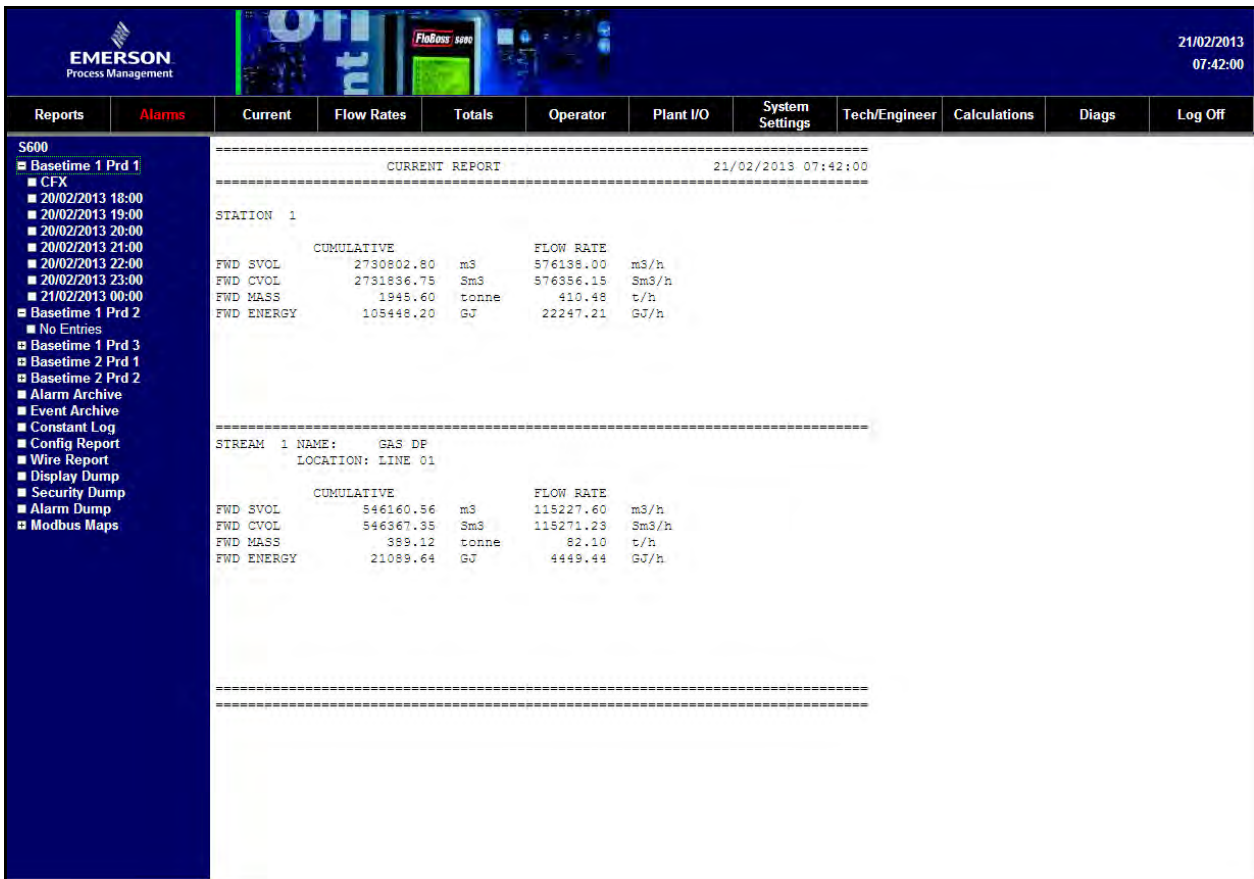 EMERSON
Process Management
FloBoss S600
21/02/2013
07:42:00
Reports Alarms Current Flow Rates Totals Operator Plant I/O System Settings Tech/Engineer Calculations Diags Log Off
S600
Basetime 1 Prd 1
CFX
20/02/2013 18:00
20/02/2013 19:00
20/02/2013 20:00
20/02/2013 21:00
20/02/2013 22:00
20/02/2013 23:00
21/02/2013 00:00
Basetime 1 Prd 2
No Entries
Basetime 1 Prd 3
Basetime 2 Prd 1
Basetime 2 Prd 2
Alarm Archive
Event Archive
Constant Log
Config Report
Wire Report
Display Dump
Security Dump
Alarm Dump
Modbus Maps
CURRENT REPORT 21/02/2013 07:42:00
STATION 1
CUMULATIVE FLOW RATE
FWD SVOL 2730802.80 m3 576138.00 m3/h
FWD CVOL 2731836.75 Sm3 576356.15 Sm3/h
FWD MASS 1945.60 tonne 410.48 t/h
FWD ENERGY 105448.20 GJ 22247.21 GJ/h
STREAM 1 NAME: GAS DP
LOCATION: LINE 01
CUMULATIVE FLOW RATE
FWD SVOL 546160.56 m3 115227.60 m3/h
FWD CVOL 546367.35 Sm3 115271.23 Sm3/h
FWD MASS 389.12 tonne 82.10 t/h
FWD ENERGY 21089.64 GJ 4449.44 GJ/h